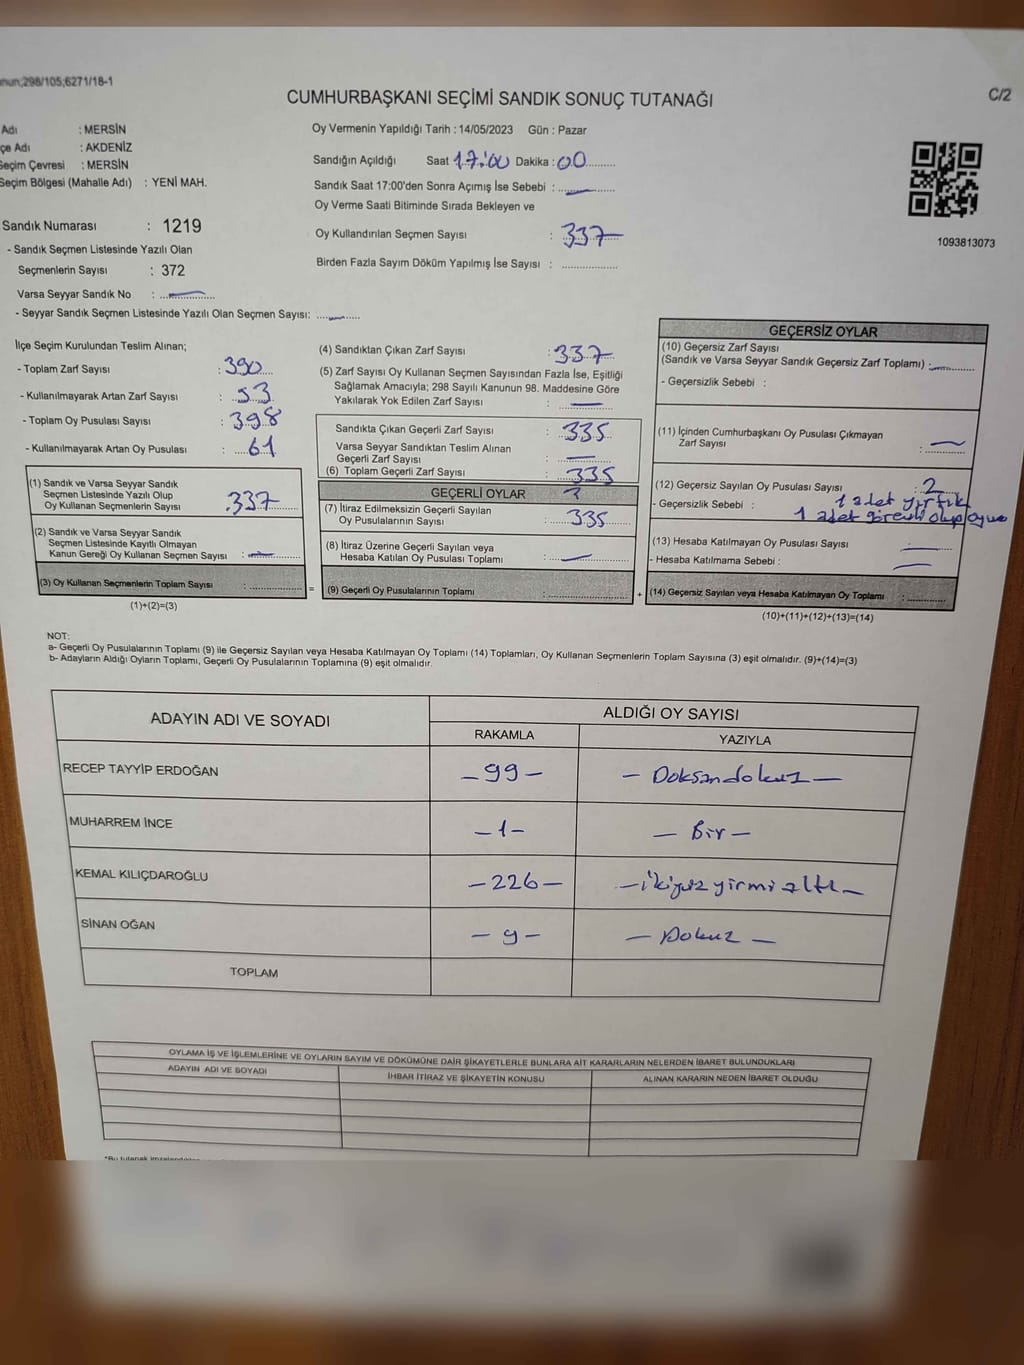 nun;298/105;6271/18-1
C/2
CUMHURBAŞKANI SEÇİMİ SANDIK SONUÇ TUTANAĞI
Adı : MERSİN
çe Adı : AKDENİZ
Seçim Çevresi : MERSİN
Seçim Bölgesi (Mahalle Adı) : YENİ MAH.
Oy Vermenin Yapıldığı Tarih : 14/05/2023 Gün : Pazar
Sandığın Açıldığı Saat 17:00 Dakika : 00
Sandık Saat 17:00'den Sonra Açımış İse Sebebi : —
Oy Verme Saati Bitiminde Sırada Bekleyen ve
Oy Kullandırılan Seçmen Sayısı : 337
Birden Fazla Sayım Döküm Yapılmış İse Sayısı :
1093813073
Sandık Numarası : 1219
- Sandık Seçmen Listesinde Yazılı Olan
Seçmenlerin Sayısı : 372
Varsa Seyyar Sandık No : —
- Seyyar Sandık Seçmen Listesinde Yazılı Olan Seçmen Sayısı: —
İlçe Seçim Kurulundan Teslim Alınan;
- Toplam Zarf Sayısı : 390
- Kullanılmayarak Artan Zarf Sayısı : 53
- Toplam Oy Pusulası Sayısı : 398
- Kullanılmayarak Artan Oy Pusulası : 61
(1) Sandık ve Varsa Seyyar Sandık
Seçmen Listesinde Yazılı Olup
Oy Kullanan Seçmenlerin Sayısı : 337
(2) Sandık ve Varsa Seyyar Sandık
Seçmen Listesinde Kayıtlı Olmayan
Kanun Gereği Oy Kullanan Seçmen Sayısı : —
(3) Oy Kullanan Seçmenlerin Toplam Sayısı :
(1)+(2)=(3)
(4) Sandıktan Çıkan Zarf Sayısı : 337
(5) Zarf Sayısı Oy Kullanan Seçmen Sayısından Fazla İse, Eşitliği
Sağlamak Amacıyla; 298 Sayılı Kanunun 98. Maddesine Göre
Yakılarak Yok Edilen Zarf Sayısı : —
Sandıkta Çıkan Geçerli Zarf Sayısı : 335
Varsa Seyyar Sandıktan Teslim Alınan
Geçerli Zarf Sayısı : —
(6) Toplam Geçerli Zarf Sayısı : 335
GEÇERLİ OYLAR
(7) İtiraz Edilmeksizin Geçerli Sayılan
Oy Pusulalarının Sayısı : 335
(8) İtiraz Üzerine Geçerli Sayılan veya
Hesaba Katılan Oy Pusulası Toplamı : —
= (9) Geçerli Oy Pusulalarının Toplamı :
GEÇERSİZ OYLAR
(10) Geçersiz Zarf Sayısı
(Sandık ve Varsa Seyyar Sandık Geçersiz Zarf Toplamı) : —
- Geçersizlik Sebebi :
(11) İçinden Cumhurbaşkanı Oy Pusulası Çıkmayan
Zarf Sayısı : —
(12) Geçersiz Sayılan Oy Pusulası Sayısı : 2
- Geçersizlik Sebebi : 1 adet yırtık
1 adet görevli olup
(13) Hesaba Katılmayan Oy Pusulası Sayısı : —
- Hesaba Katılmama Sebebi : —
+ (14) Geçersiz Sayılan veya Hesaba Katılmayan Oy Toplamı :
(10)+(11)+(12)+(13)=(14)
NOT:
a- Geçerli Oy Pusulalarının Toplamı (9) ile Geçersiz Sayılan veya Hesaba Katılmayan Oy Toplamı (14) Toplamları, Oy Kullanan Seçmenlerin Toplam Sayısına (3) eşit olmalıdır. (9)+(14)=(3)
b- Adayların Aldığı Oyların Toplamı, Geçerli Oy Pusulalarının Toplamına (9) eşit olmalıdır.
ADAYIN ADI VE SOYADI
ALDIĞI OY SAYISI
RAKAMLA YAZIYLA
RECEP TAYYİP ERDOĞAN – 99 – – Doksandokuz –
MUHARREM İNCE – 1 – – Bir –
KEMAL KILIÇDAROĞLU – 226 – – ikiyüzyirmialtı –
SİNAN OĞAN – 9 – – Dokuz –
TOPLAM
OYLAMA İŞ VE İŞLEMLERİNE VE OYLARIN SAYIM VE DÖKÜMÜNE DAİR ŞİKAYETLERLE BUNLARA AİT KARARLARIN NELERDEN İBARET BULUNDUKLARI
ADAYIN ADI VE SOYADI İHBAR İTİRAZ VE ŞİKAYETİN KONUSU ALINAN KARARIN NEDEN İBARET OLDUĞU
*Bu tutanak